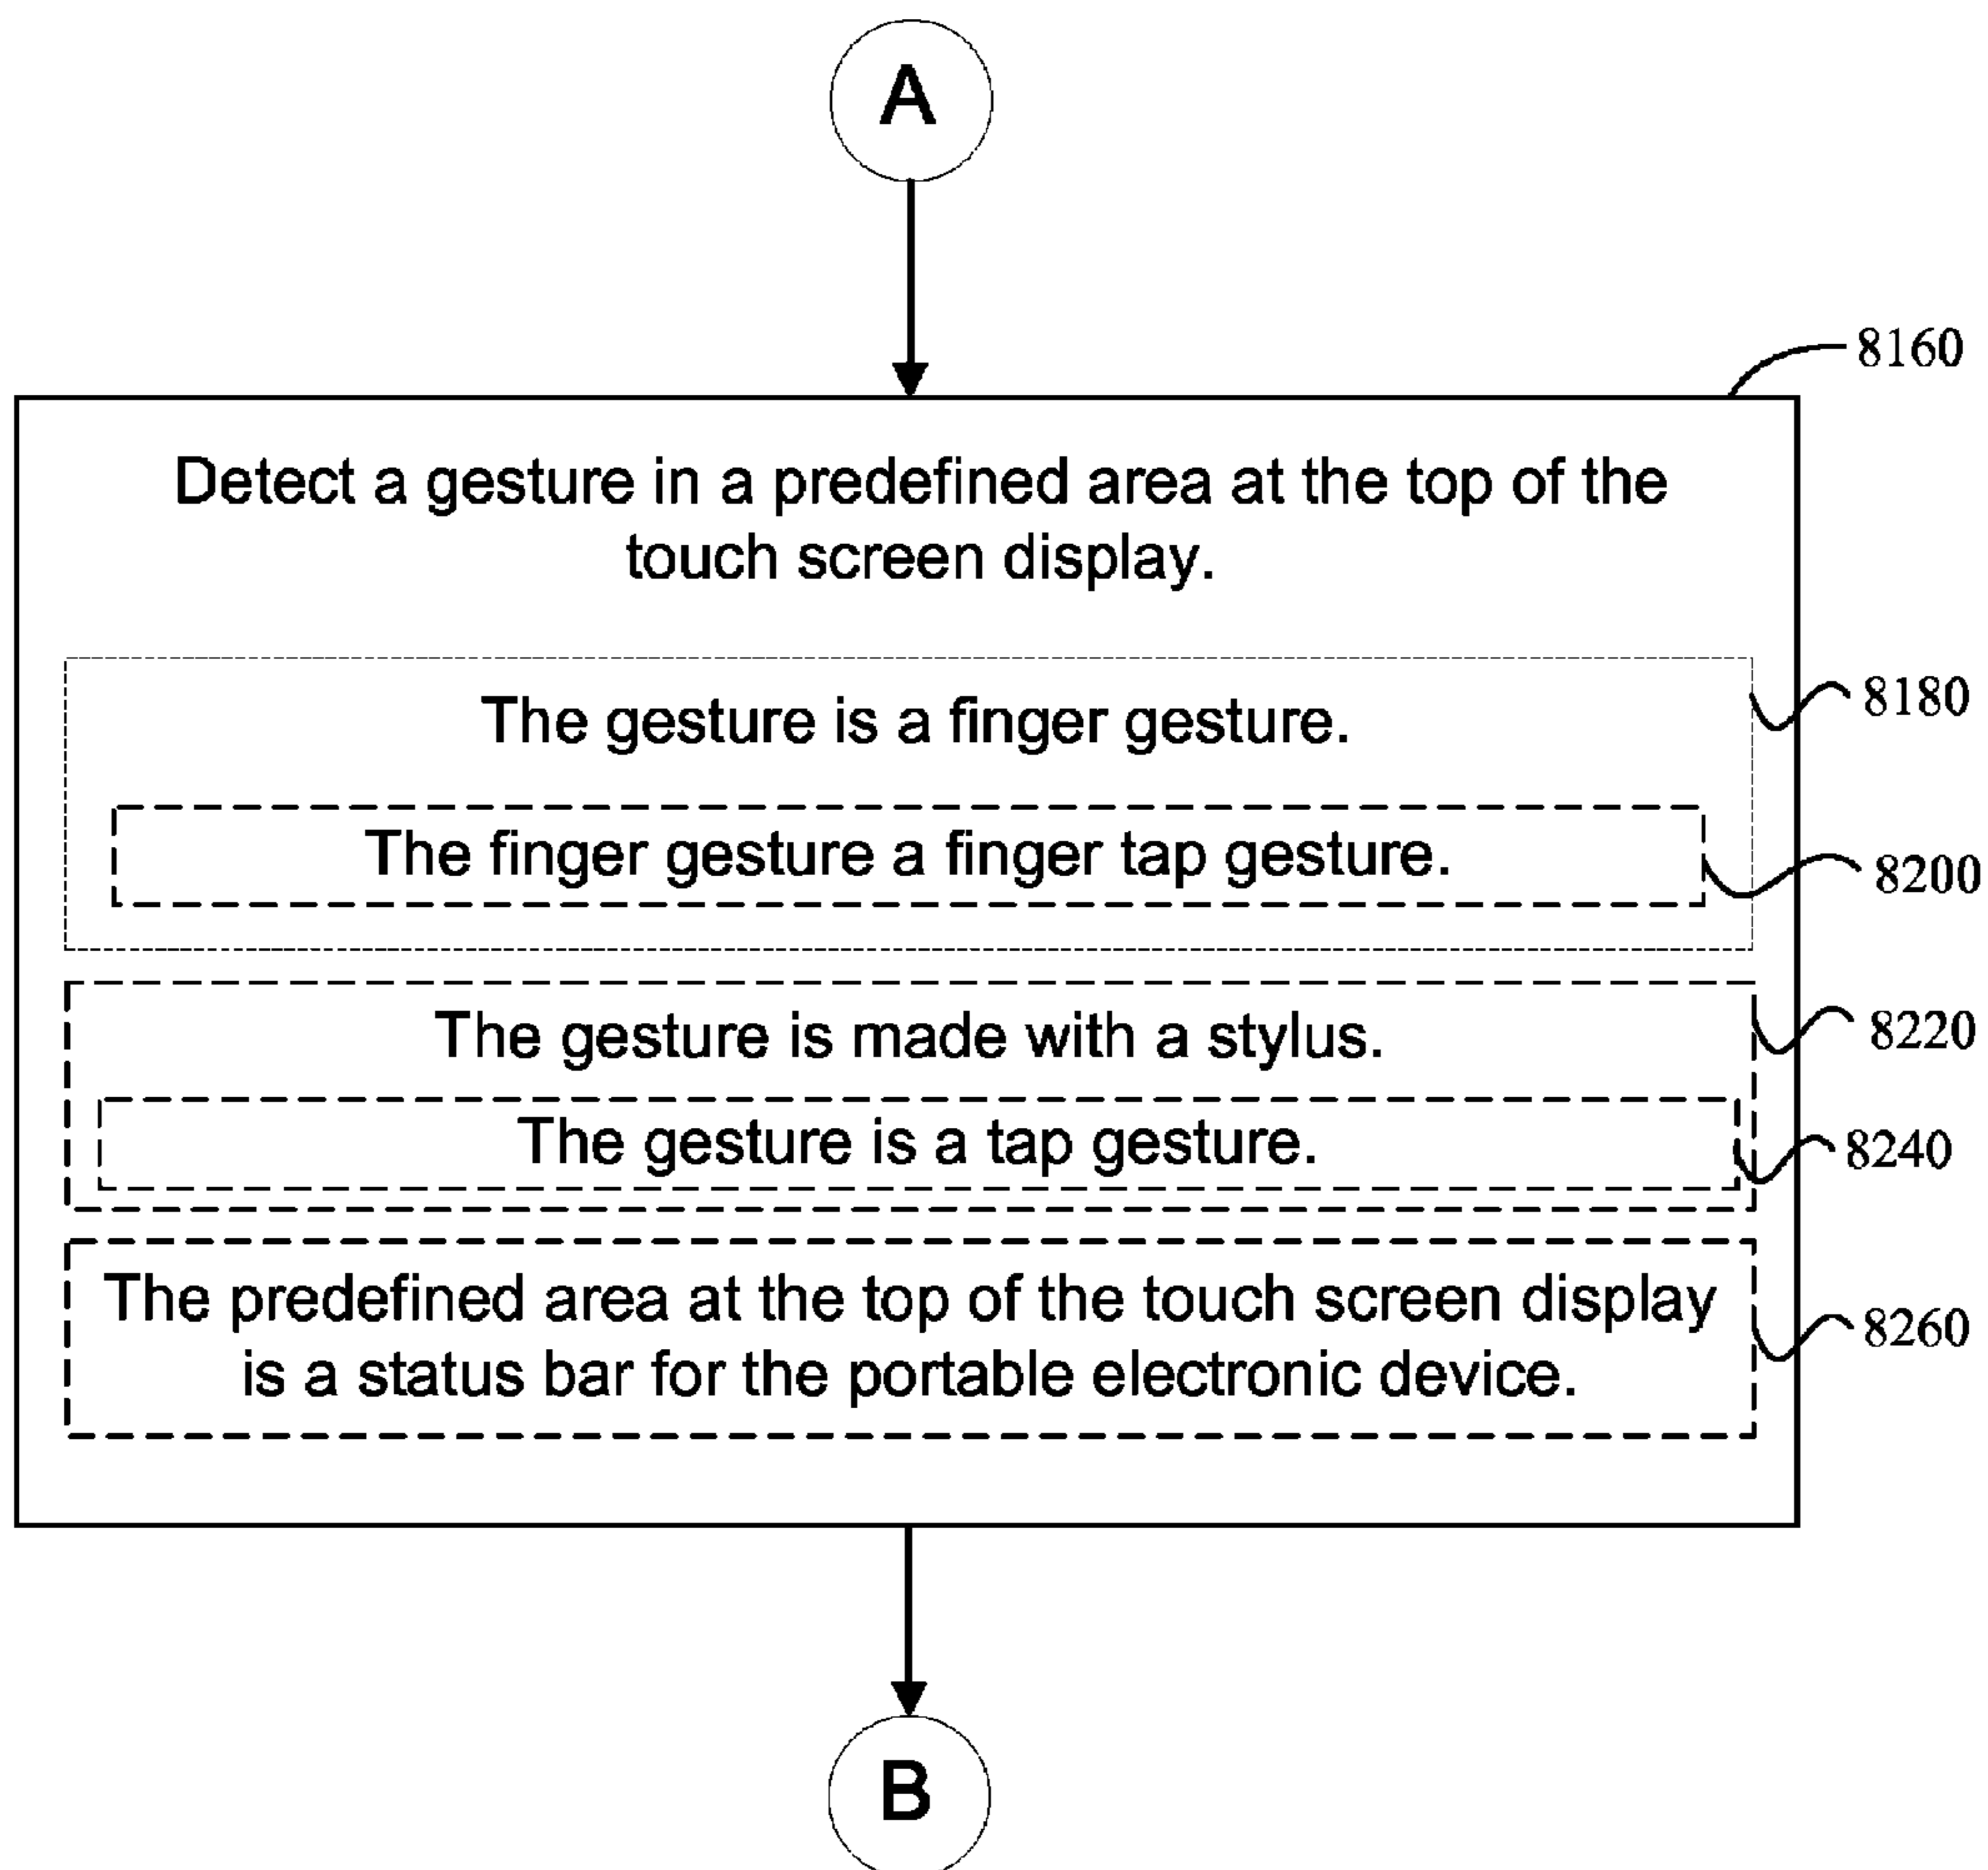 A
8160
Detect a gesture in a predefined area at the top of the
touch screen display.
The gesture is a finger gesture.
8180
The finger gesture a finger tap gesture.
8200
The gesture is made with a stylus.
8220
The gesture is a tap gesture.
8240
The predefined area at the top of the touch screen display
is a status bar for the portable electronic device.
8260
B